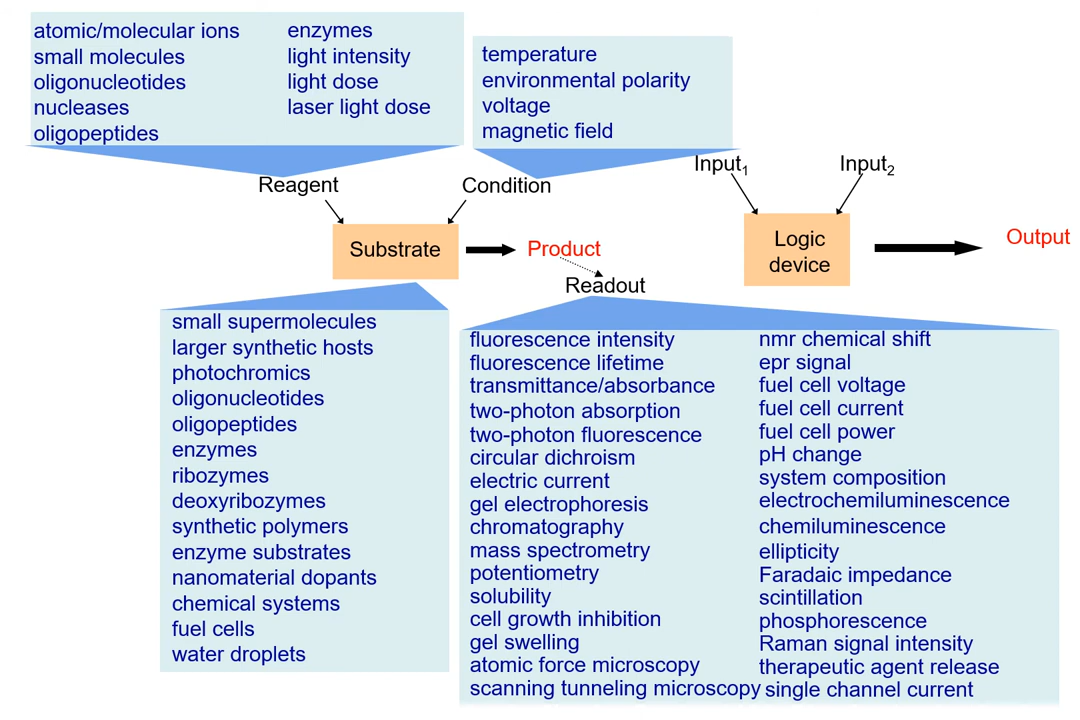 atomic/molecular ions
small molecules
oligonucleotides
nucleases
oligopeptides
enzymes
light intensity
light dose
laser light dose
temperature
environmental polarity
voltage
magnetic field
Reagent
Condition
Substrate
Product
Readout
Input₁
Input₂
Logic
device
Output
small supermolecules
larger synthetic hosts
photochromics
oligonucleotides
oligopeptides
enzymes
ribozymes
deoxyribozymes
synthetic polymers
enzyme substrates
nanomaterial dopants
chemical systems
fuel cells
water droplets
fluorescence intensity
fluorescence lifetime
transmittance/absorbance
two-photon absorption
two-photon fluorescence
circular dichroism
electric current
gel electrophoresis
chromatography
mass spectrometry
potentiometry
solubility
cell growth inhibition
gel swelling
atomic force microscopy
scanning tunneling microscopy
nmr chemical shift
epr signal
fuel cell voltage
fuel cell current
fuel cell power
pH change
system composition
electrochemiluminescence
chemiluminescence
ellipticity
Faradaic impedance
scintillation
phosphorescence
Raman signal intensity
therapeutic agent release
single channel current